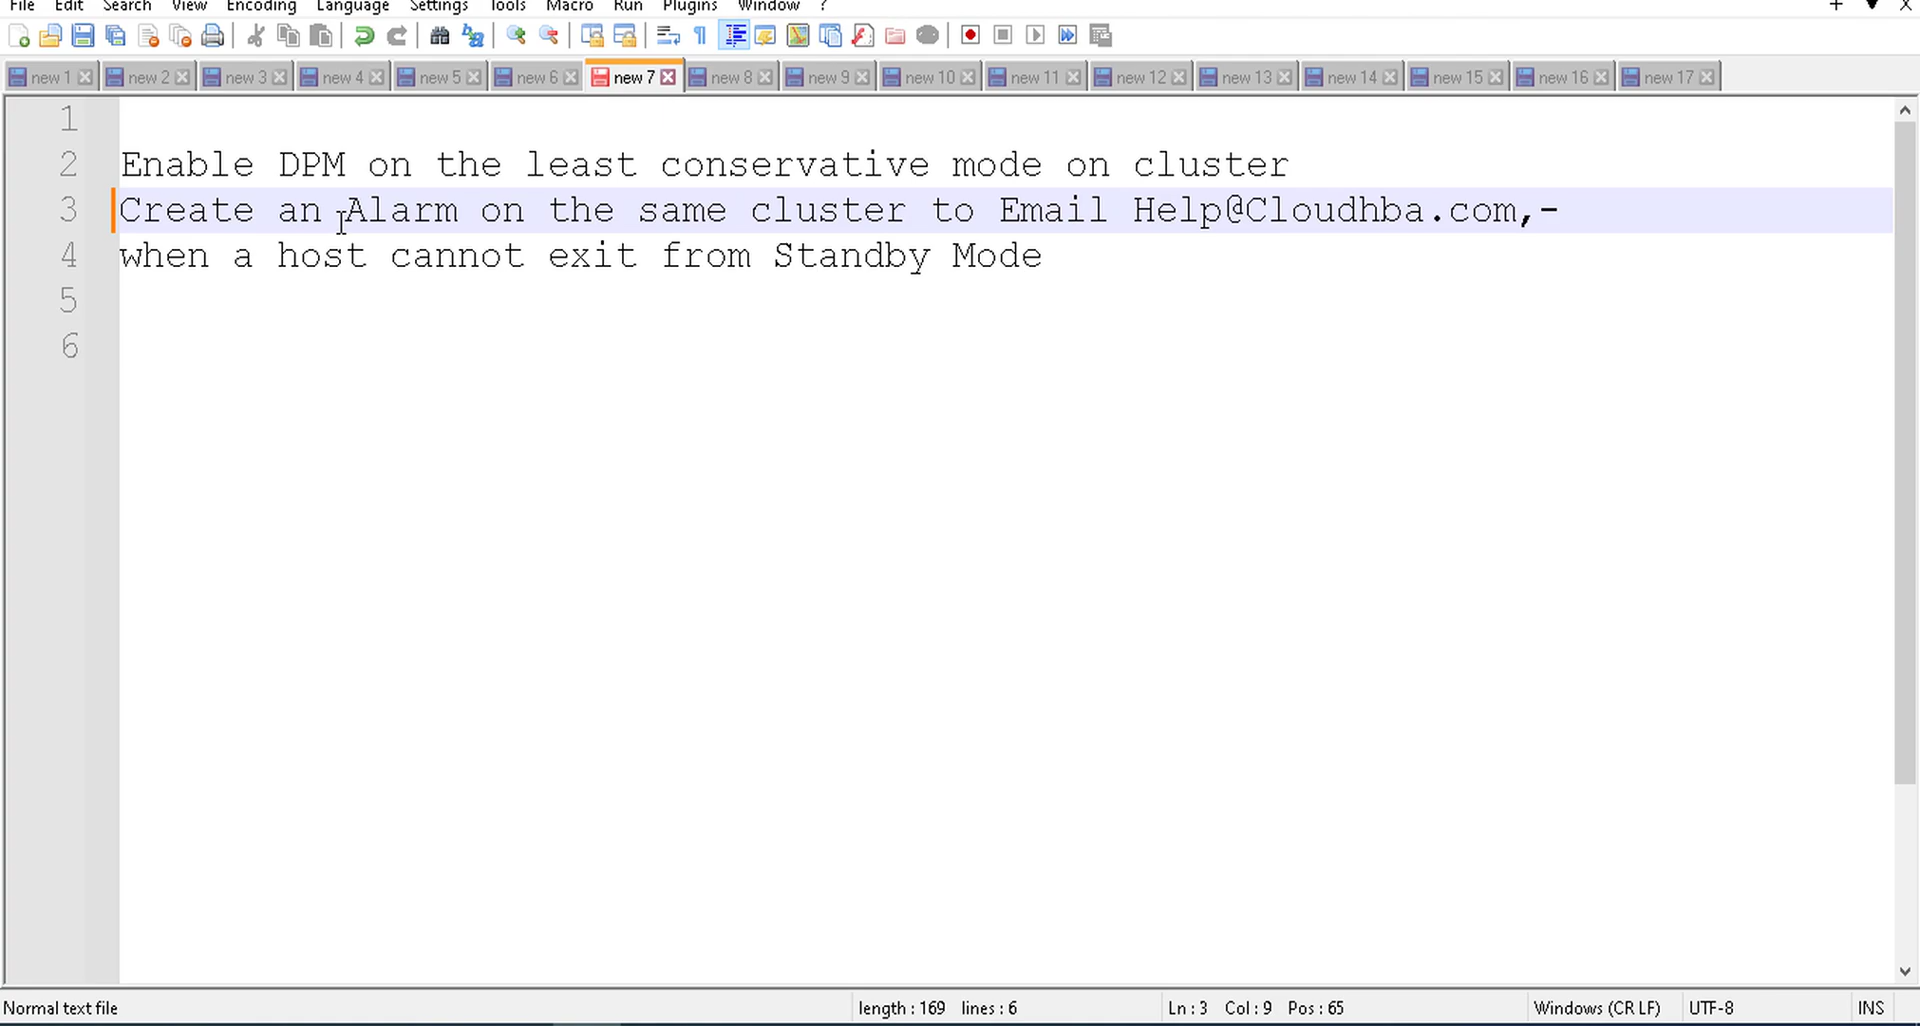 File Edit Search View Encoding Language Settings Tools Macro Run Plugins Window ? + ▼ X
new 1 new 2 new 3 new 4 new 5 new 6 new 7 new 8 new 9 new 10 new 11 new 12 new 13 new 14 new 15 new 16 new 17
1
2 Enable DPM on the least conservative mode on cluster
3 Create an Alarm on the same cluster to Email Help@Cloudhba.com,-
4 when a host cannot exit from Standby Mode
5
6
Normal text file length : 169 lines : 6 Ln : 3 Col : 9 Pos : 65 Windows (CR LF) UTF-8 INS